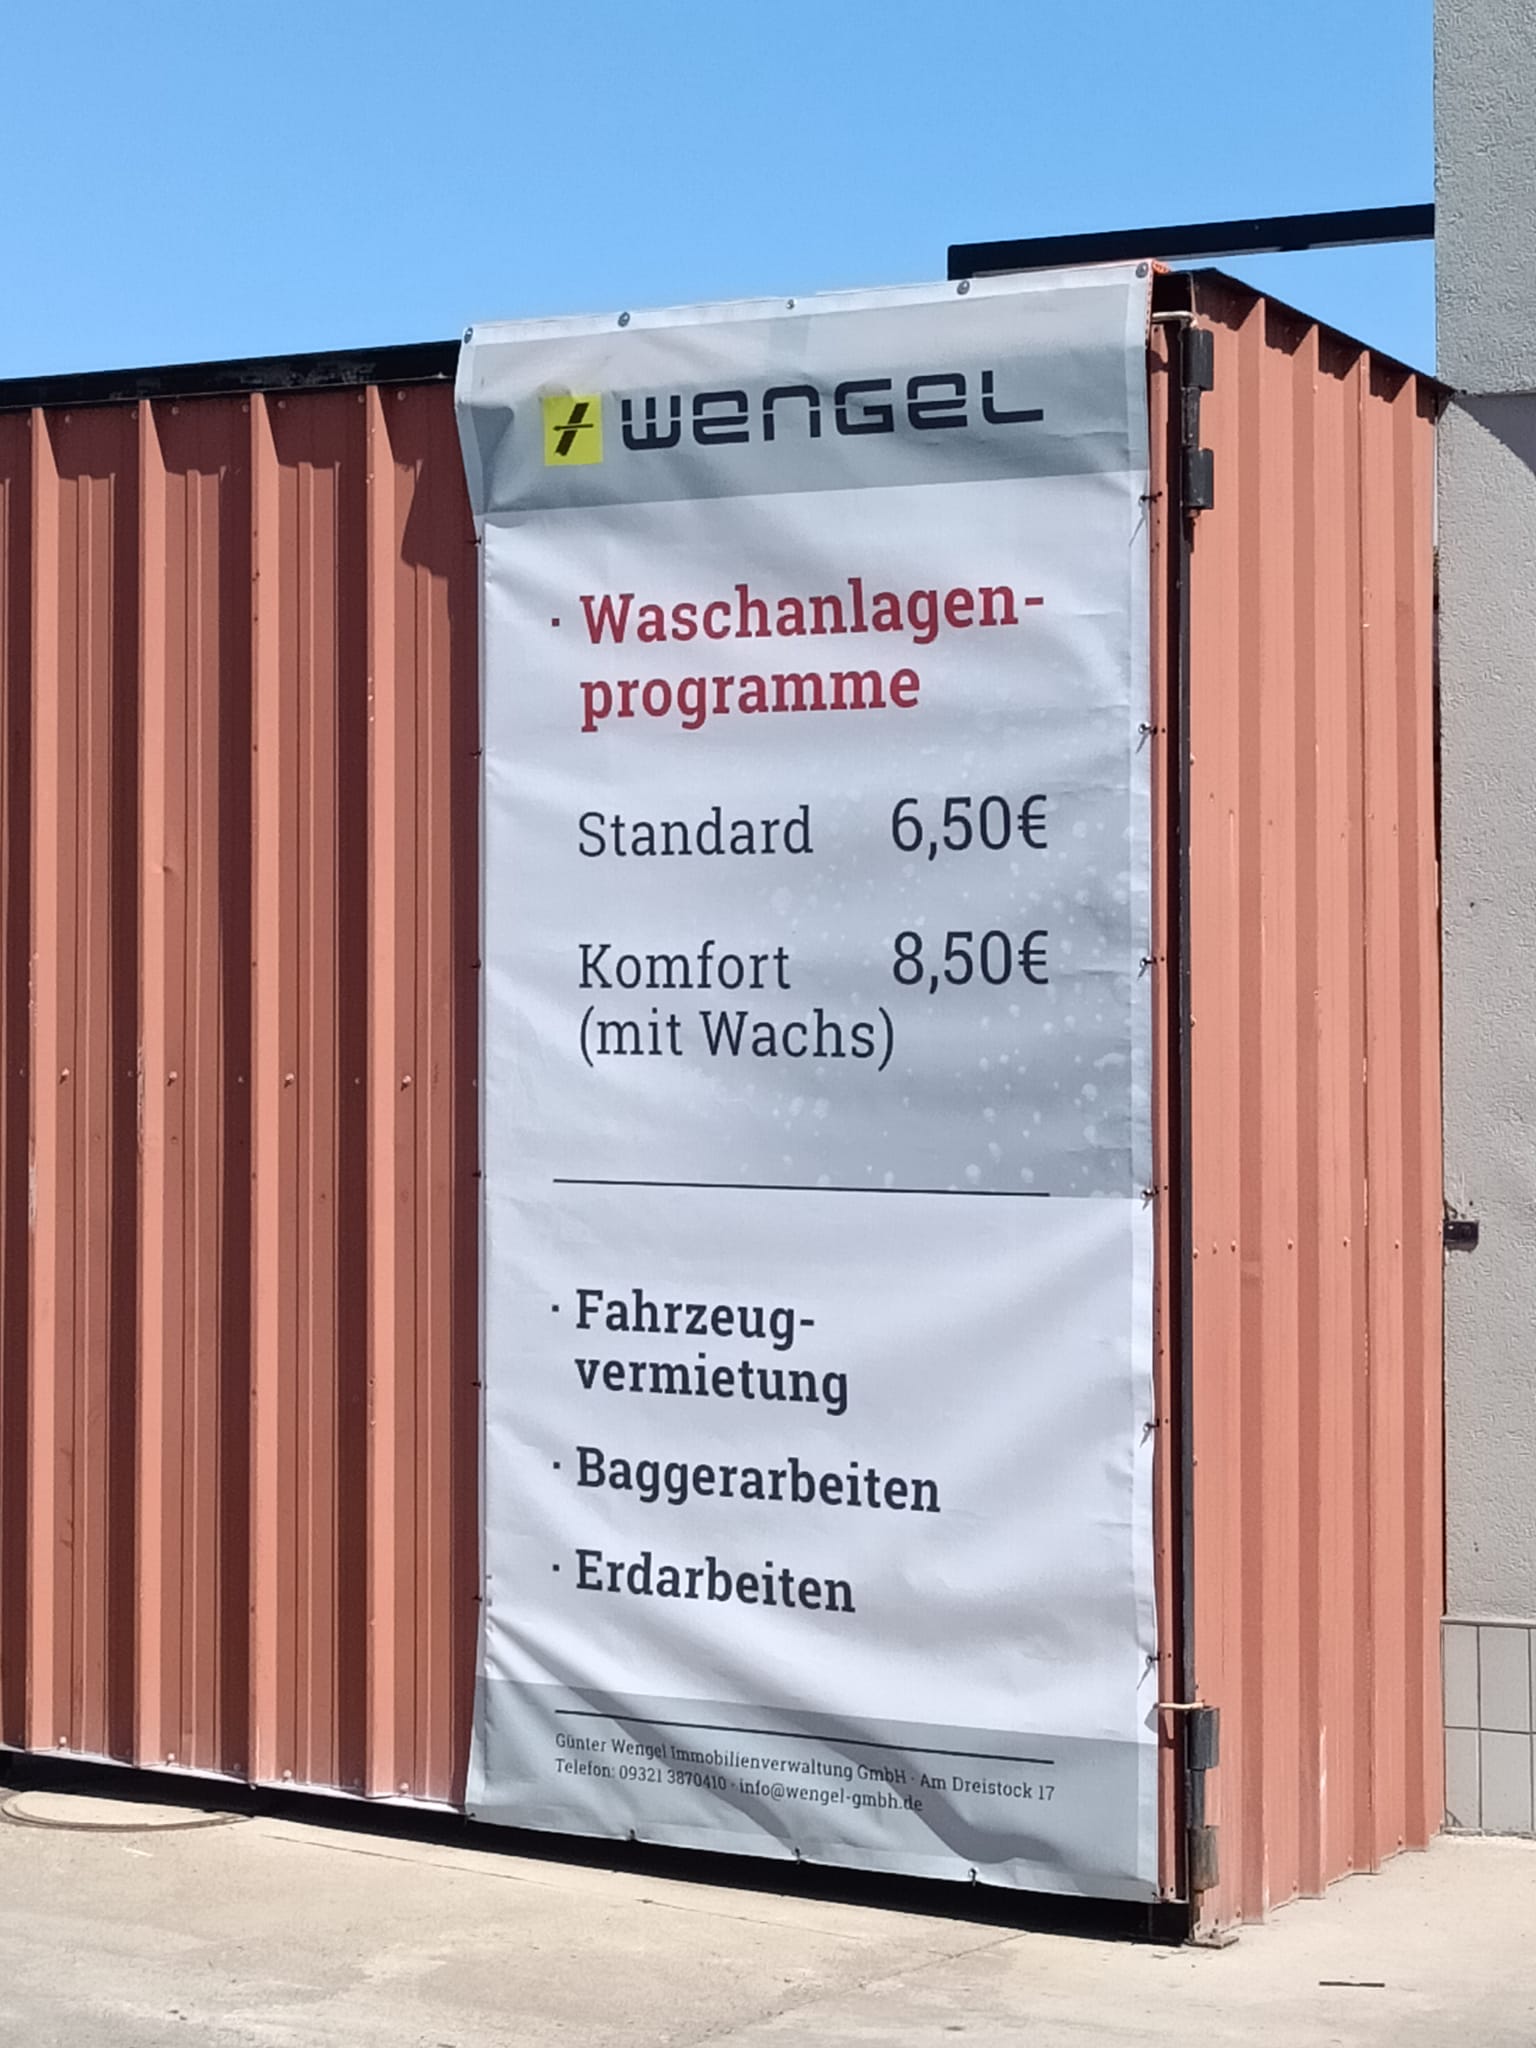 wengel
· Waschanlagen-
programme
Standard 6,50€
Komfort 8,50€
(mit Wachs)
· Fahrzeug-
vermietung
· Baggerarbeiten
· Erdarbeiten
Günter Wengel Immobilienverwaltung GmbH · Am Dreistock 17
Telefon: 09321 3870410 · info@wengel-gmbh.de